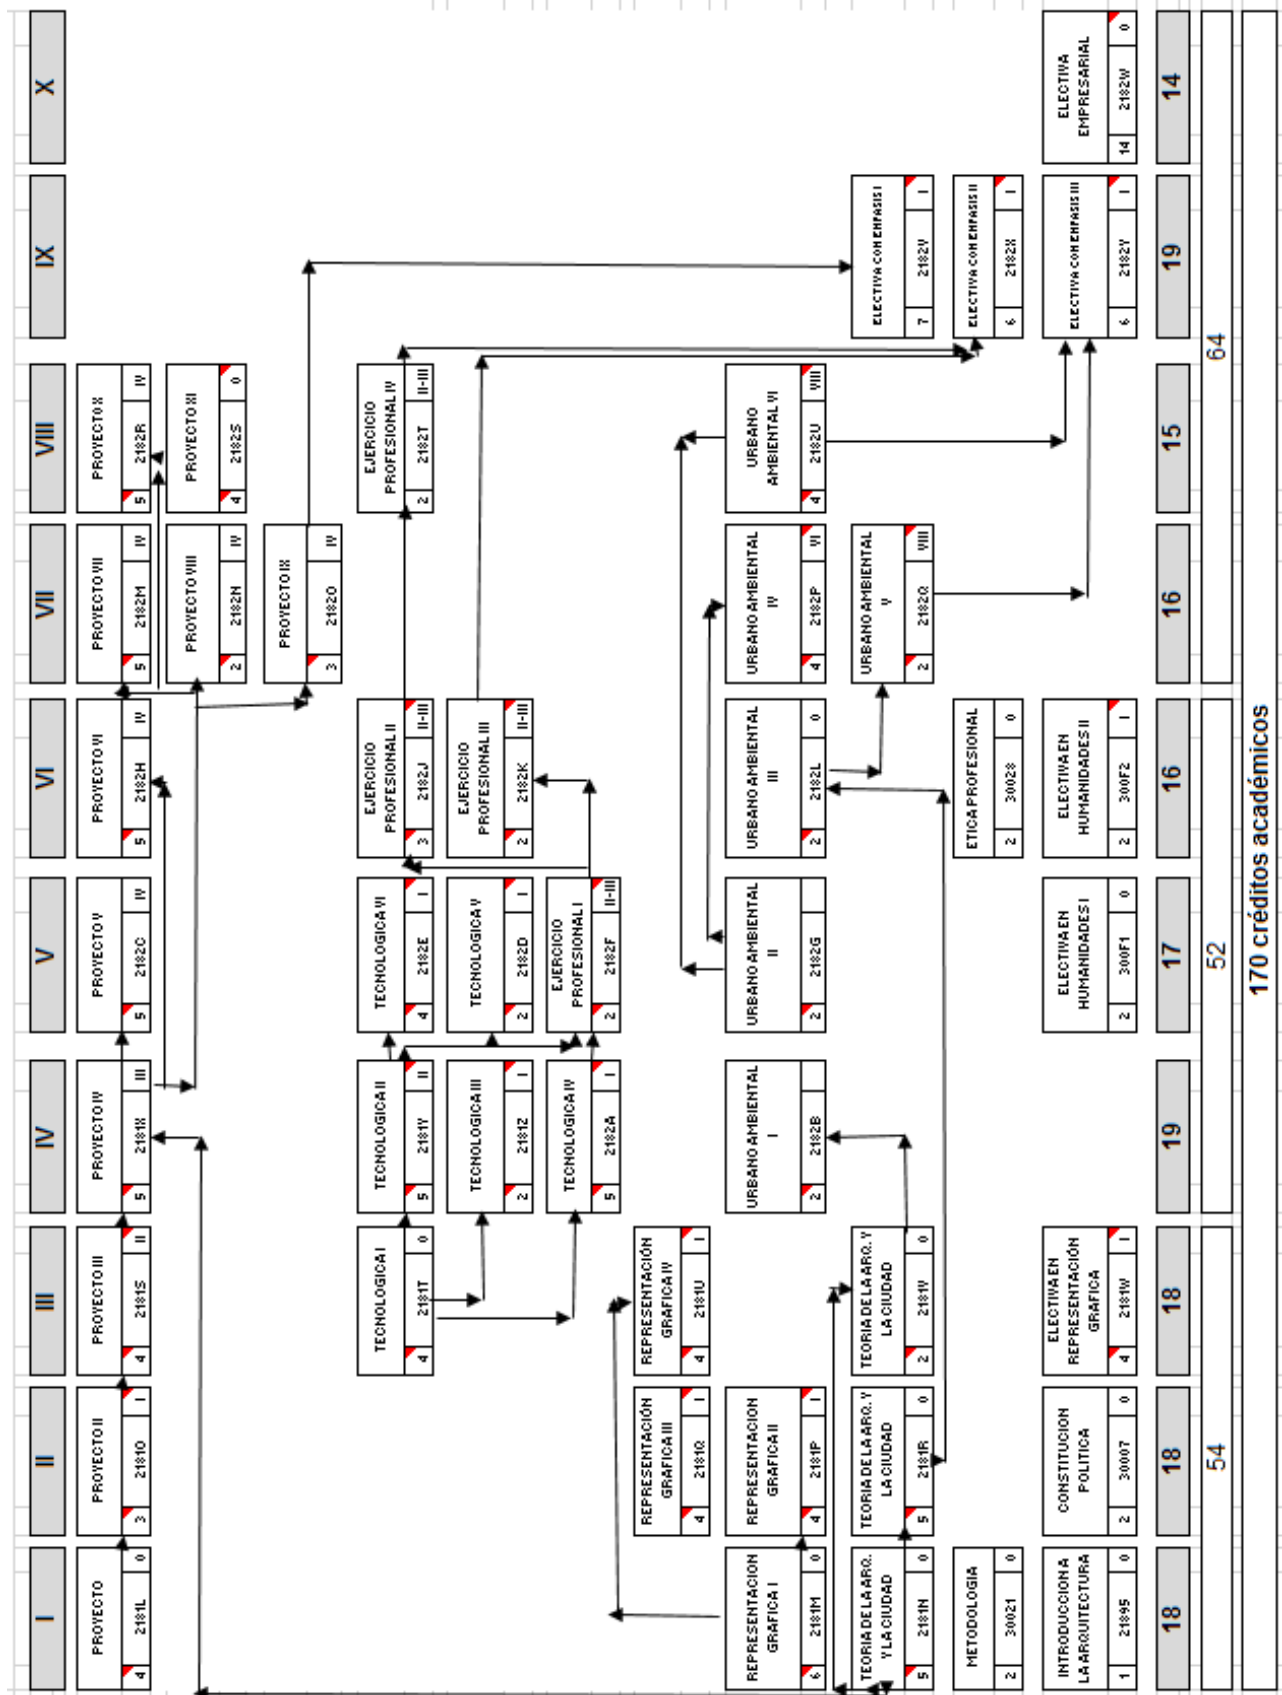 I
II
III
IV
V
VI
VII
VIII
IX
X
PROYECTO
4 2181L 0
PROYECTO II
3 2181O I
PROYECTO III
4 2181S II
PROYECTO IV
5 2181X III
PROYECTO V
5 2182C IV
PROYECTO VI
5 2182H IV
PROYECTO VII
5 2182M IV
PROYECTO X
5 2182R IV
PROYECTO VIII
2 2182N IV
PROYECTO XI
4 2182S 0
PROYECTO IX
3 2182O IV
TECNOLOGICA I
4 2181T 0
TECNOLOGICA II
5 2181Y II
TECNOLOGICA VI
4 2182E I
EJERCICIO
PROFESIONAL II
3 2182J II-III
EJERCICIO
PROFESIONAL IV
2 2182T II-III
TECNOLOGICA III
2 2181Z I
TECNOLOGICA V
2 2182D I
EJERCICIO
PROFESIONAL III
2 2182K II-III
TECNOLOGICA IV
5 2182A I
EJERCICIO
PROFESIONAL I
2 2182F II-III
REPRESENTACIÓN
GRAFICA III
4 2181Q I
REPRESENTACIÓN
GRAFICA IV
4 2181U I
REPRESENTACION
GRAFICA I
6 2181M 0
REPRESENTACION
GRAFICA II
4 2181P I
URBANO AMBIENTAL
I
2 2182B
URBANO AMBIENTAL
II
2 2182G
URBANO AMBIENTAL
III
2 2182L 0
URBANO AMBIENTAL
IV
4 2182P VI
URBANO
AMBIENTAL VI
4 2182U VIII
TEORIA DE LA ARQ.
Y LA CIUDAD
5 2181N 0
TEORIA DE LA ARQ. Y
LA CIUDAD
5 2181R 0
TEORIA DE LA ARQ. Y
LA CIUDAD
2 2181V 0
URBANO AMBIENTAL
V
2 2182Q VIII
ELECTIVA CON ENFASIS I
7 2182V I
METODOLOGIA
2 30021 0
ETICA PROFESIONAL
2 30028 0
ELECTIVA CON ENFASIS II
6 2182X I
INTRODUCCION A
LA ARQUITECTURA
1 21895 0
CONSTITUCION
POLITICA
2 30007 0
ELECTIVA EN
REPRESENTACIÓN
GRAFICA
4 2181W I
ELECTIVA EN
HUMANIDADES I
2 300F1 0
ELECTIVA EN
HUMANIDADES II
2 300F2 I
ELECTIVA CON ENFASIS III
6 2182Y I
ELECTIVA
EMPRESARIAL
14 2182W 0
18
18
18
19
17
16
16
15
19
14
54
52
64
170 créditos académicos